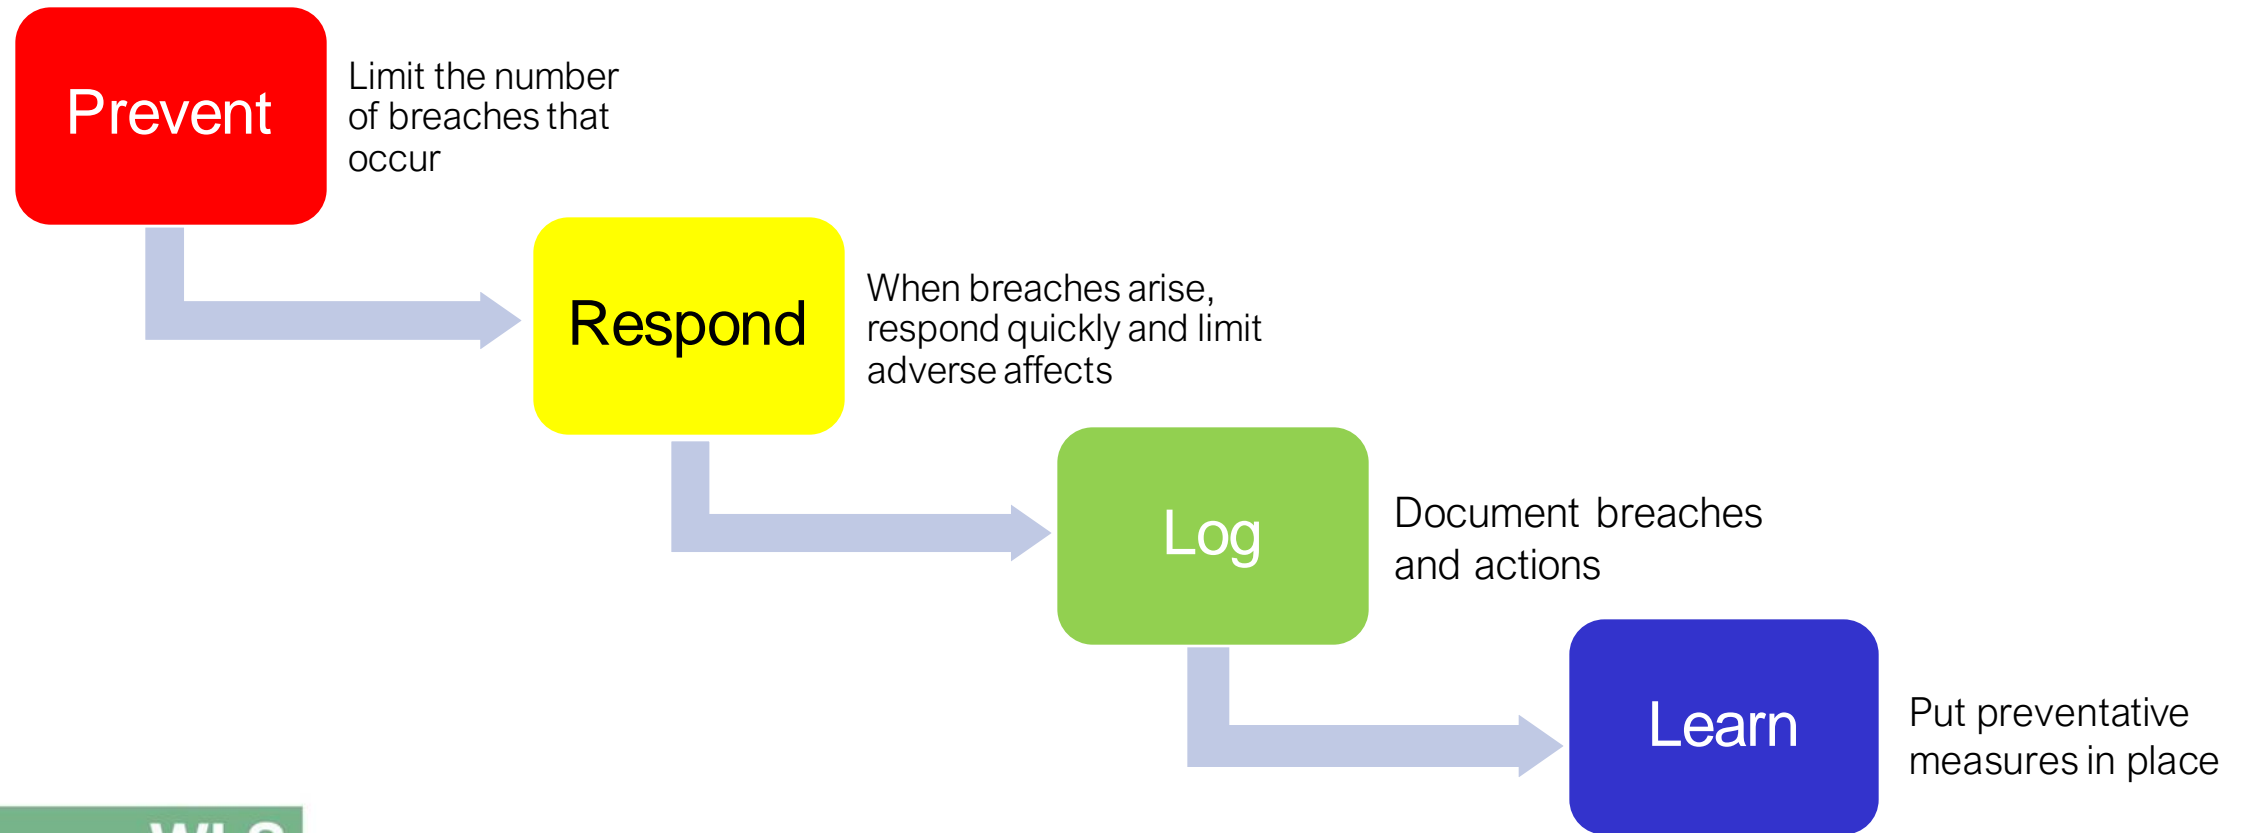 Prevent
Limit the number
of breaches that
occur
Respond
When breaches arise,
respond quickly and limit
adverse affects
Log
Document breaches
and actions
Learn
Put preventative
measures in place